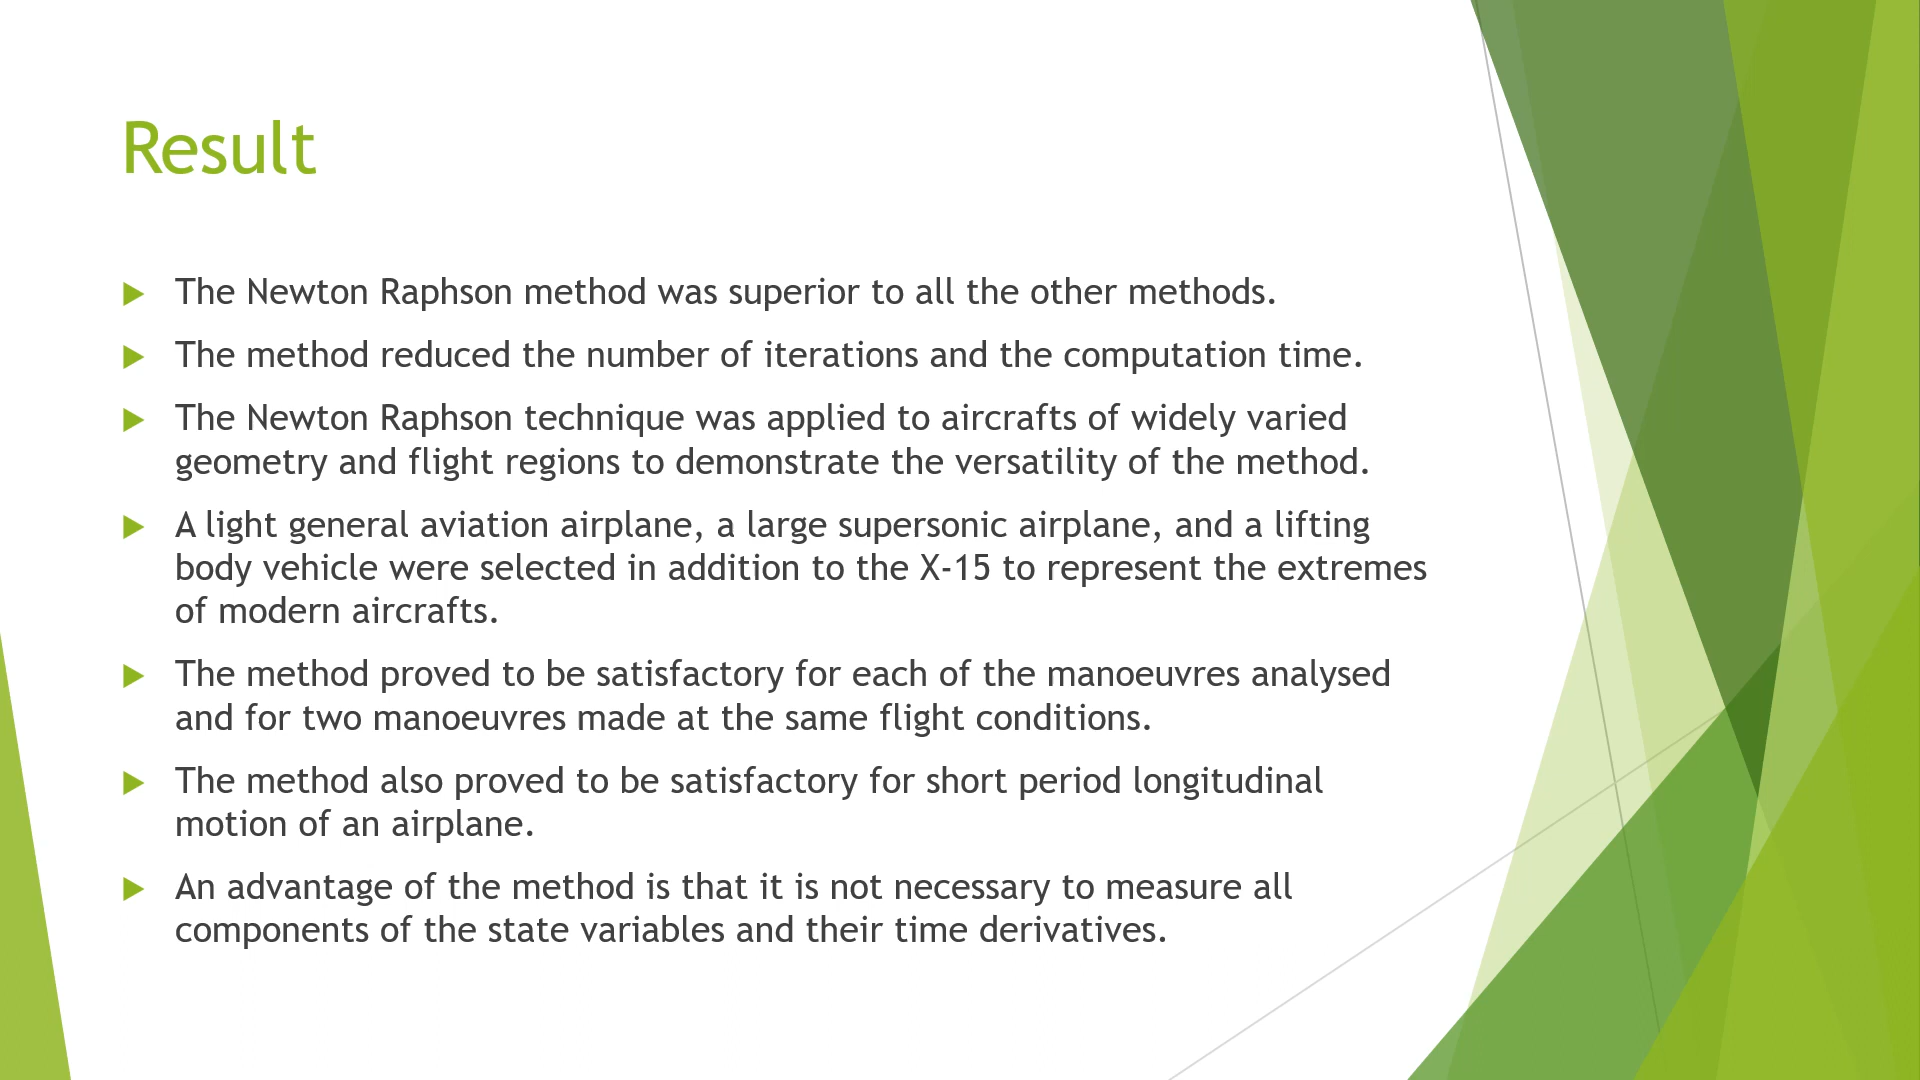 Result
The Newton Raphson method was superior to all the other methods.
The method reduced the number of iterations and the computation time.
The Newton Raphson technique was applied to aircrafts of widely varied
geometry and flight regions to demonstrate the versatility of the method.
A light general aviation airplane, a large supersonic airplane, and a lifting
body vehicle were selected in addition to the X-15 to represent the extremes
of modern aircrafts.
The method proved to be satisfactory for each of the manoeuvres analysed
and for two manoeuvres made at the same flight conditions.
The method also proved to be satisfactory for short period longitudinal
motion of an airplane.
An advantage of the method is that it is not necessary to measure all
components of the state variables and their time derivatives.